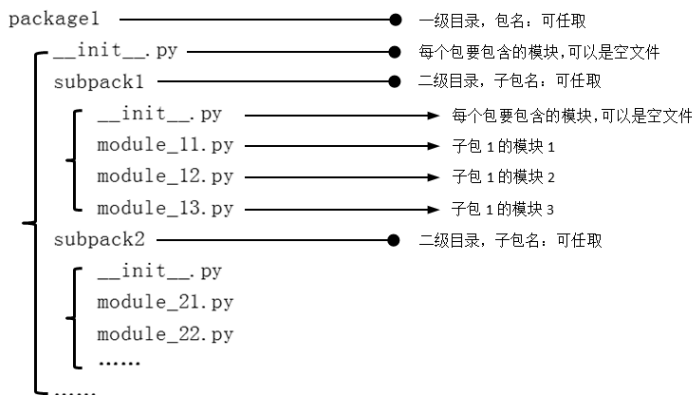 package1 一级目录，包名：可任取
__init__.py 每个包要包含的模块，可以是空文件
subpack1 二级目录，子包名：可任取
__init__.py 每个包要包含的模块，可以是空文件
module_11.py 子包 1 的模块 1
module_12.py 子包 1 的模块 2
module_13.py 子包 1 的模块 3
subpack2 二级目录，子包名：可任取
__init__.py
module_21.py
module_22.py
……
……